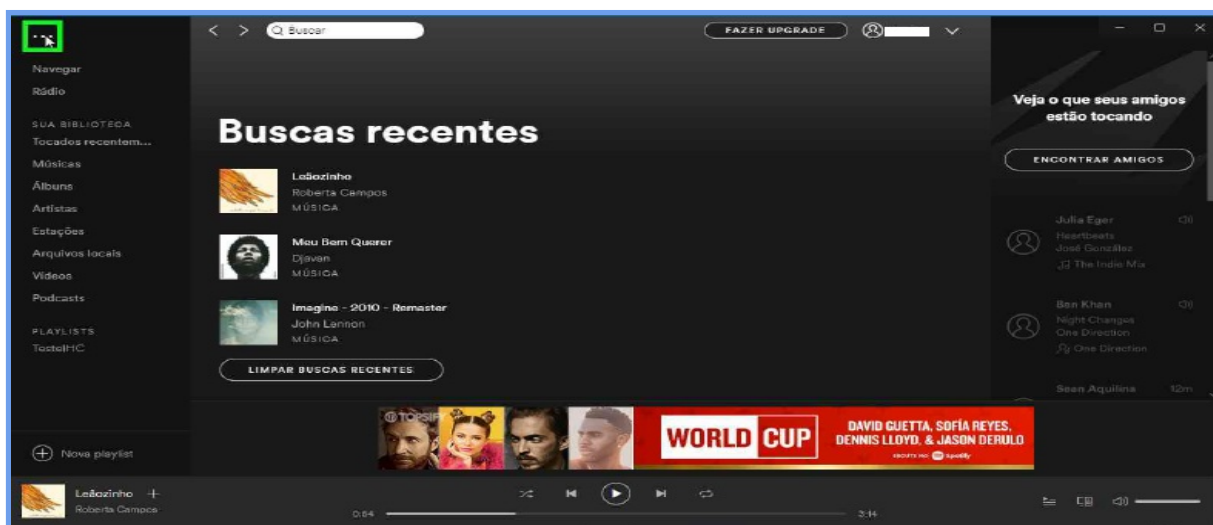 Buscar
FAZER UPGRADE
Navegar
Rádio
SUA BIBLIOTECA
Tocados recentem...
Músicas
Álbuns
Artistas
Estações
Arquivos locais
Vídeos
Podcasts
PLAYLISTS
TestelHC
Nova playlist
Buscas recentes
Leãozinho
Roberta Campos
MÚSICA
Meu Bem Querer
Djavan
MÚSICA
Imagine - 2010 - Remaster
John Lennon
MÚSICA
LIMPAR BUSCAS RECENTES
Veja o que seus amigos
estão tocando
ENCONTRAR AMIGOS
Julia Eger
Heartbeats
José González
The Indie Mix
Ben Khan
Night Changes
One Direction
One Direction
Sean Aquilina 12m
TOPSIFY
WORLD CUP
DAVID GUETTA, SOFÍA REYES,
DENNIS LLOYD, & JASON DERULO
Spotify
Leãozinho
Roberta Campos
0:54
3:14